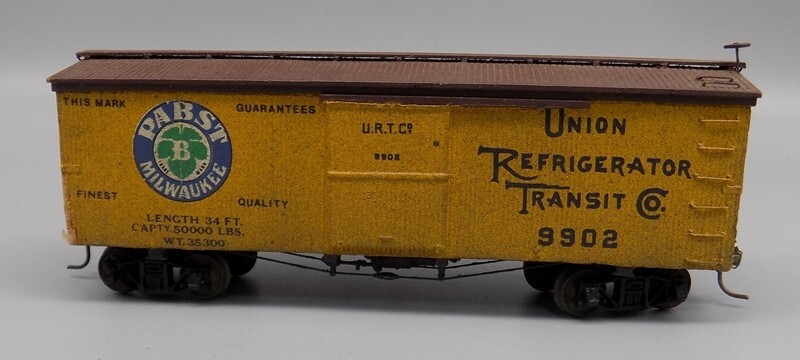 THIS MARK
GUARANTEES
PABST
B
MILWAUKEE
FINEST
QUALITY
LENGTH 34 FT.
CAPTY. 50000 LBS.
WT. 35300
U.R.T.Co
9902
UNION
REFRIGERATOR
TRANSIT CO.
9902